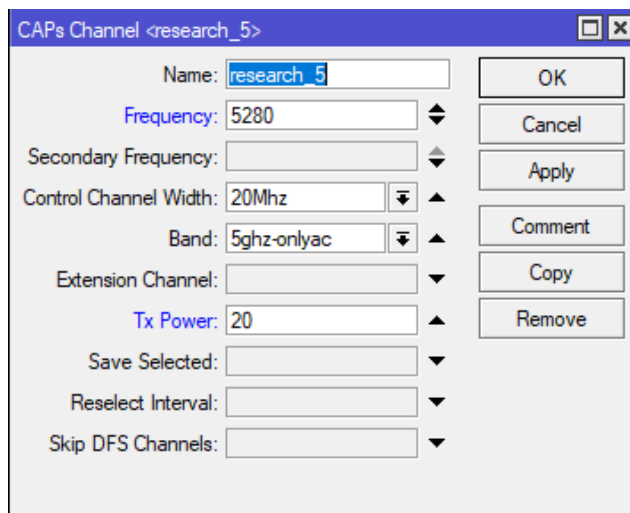 CAPs Channel <research_5>
Name: research_5
OK
Frequency: 5280
Cancel
Secondary Frequency:
Apply
Control Channel Width: 20Mhz
Band: 5ghz-onlyac
Comment
Extension Channel:
Copy
Tx Power: 20
Remove
Save Selected:
Reselect Interval:
Skip DFS Channels: